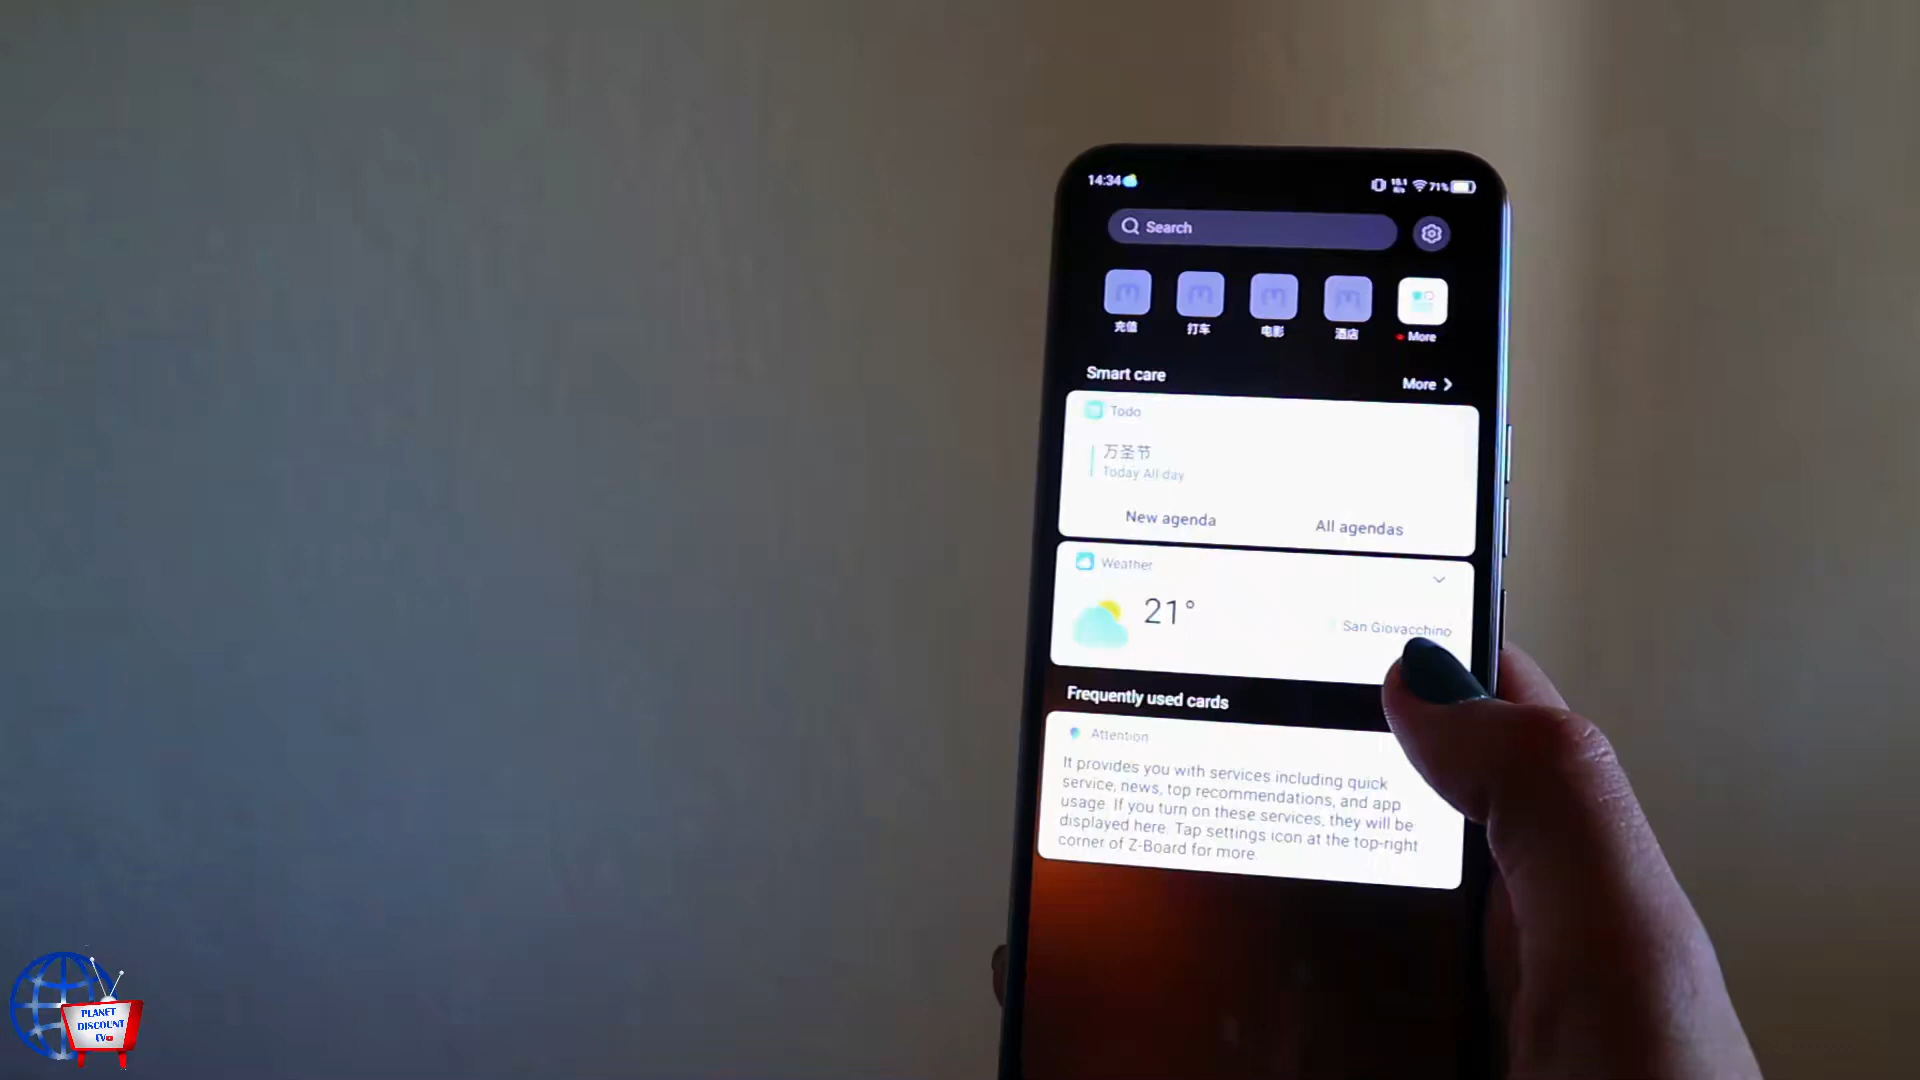 14:34
71%
Search
充值
打车
电影
酒店
More
Smart care
More
Todo
万圣节
Today All day
New agenda
All agendas
Weather
21°
San Giovacchino
Frequently used cards
Attention
It provides you with services including quick
service, news, top recommendations, and app
usage. If you turn on these services, they will be
displayed here. Tap settings icon at the top-right
corner of Z-Board for more.
PLANET
DISCOUNT
TV